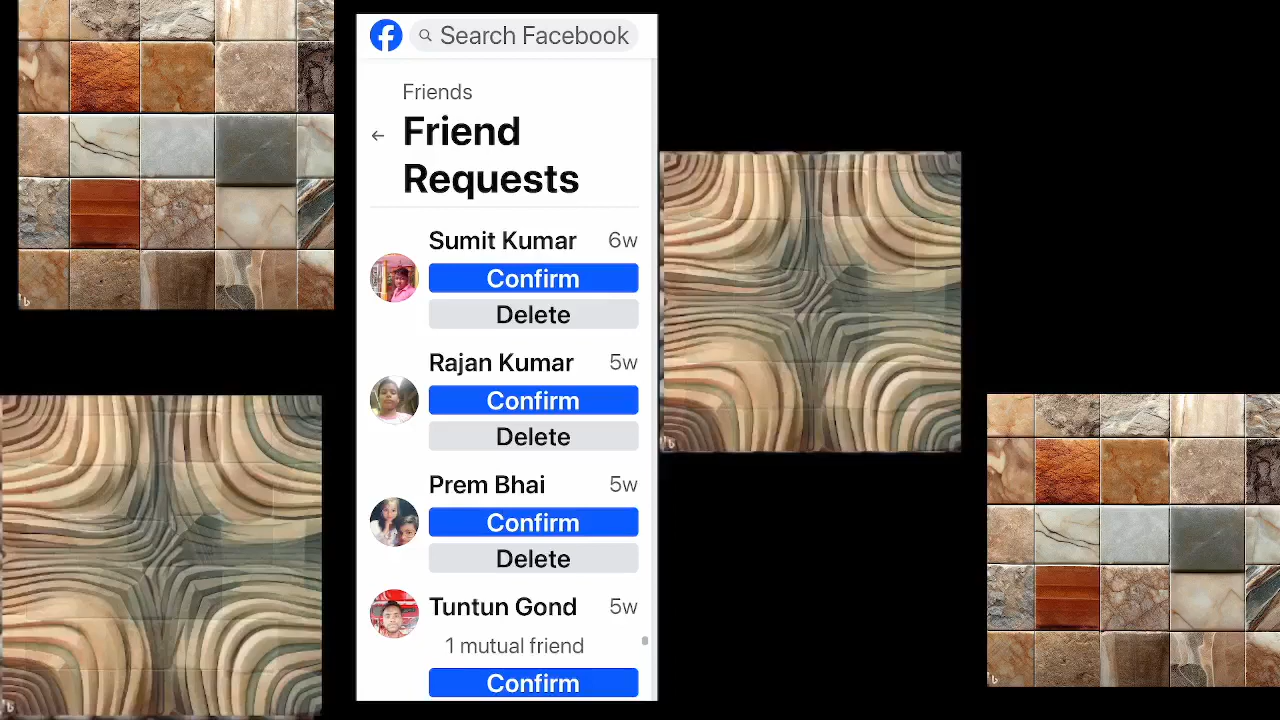 Search Facebook
Friends
Friend
Requests
Sumit Kumar 6w
Confirm
Delete
Rajan Kumar 5w
Confirm
Delete
Prem Bhai 5w
Confirm
Delete
Tuntun Gond 5w
1 mutual friend
Confirm